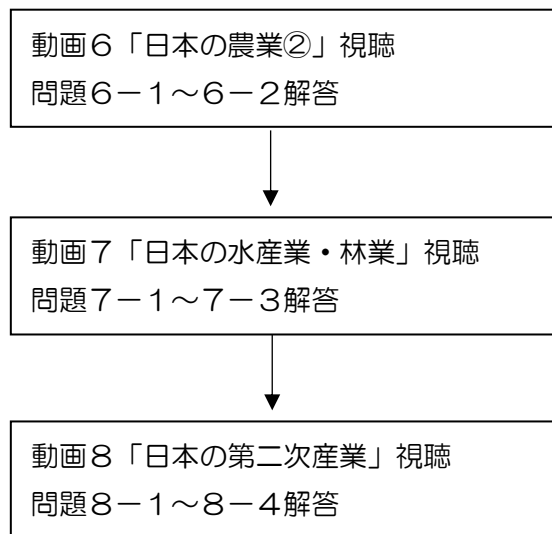 動画６「日本の農業②」視聴
問題６－１～６－２解答
動画７「日本の水産業・林業」視聴
問題７－１～７－３解答
動画８「日本の第二次産業」視聴
問題８－１～８－４解答